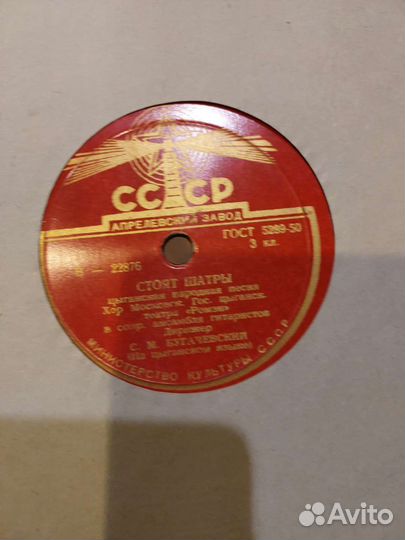 СССР
АПРЕЛЕВСКИЙ ЗАВОД
ГОСТ 5289-50
3 кл.
В — 22876
СТОЯТ ШАТРЫ
цыганская народная песня
Хор Московск. Гос. цыганск.
театра «Ромэн»
в сопр. ансамбля гитаристов
Дирижер
С. М. БУГАЧЕВСКИЙ
(На цыганском языке)
МИНИСТЕРСТВО КУЛЬТУРЫ СССР
Avito